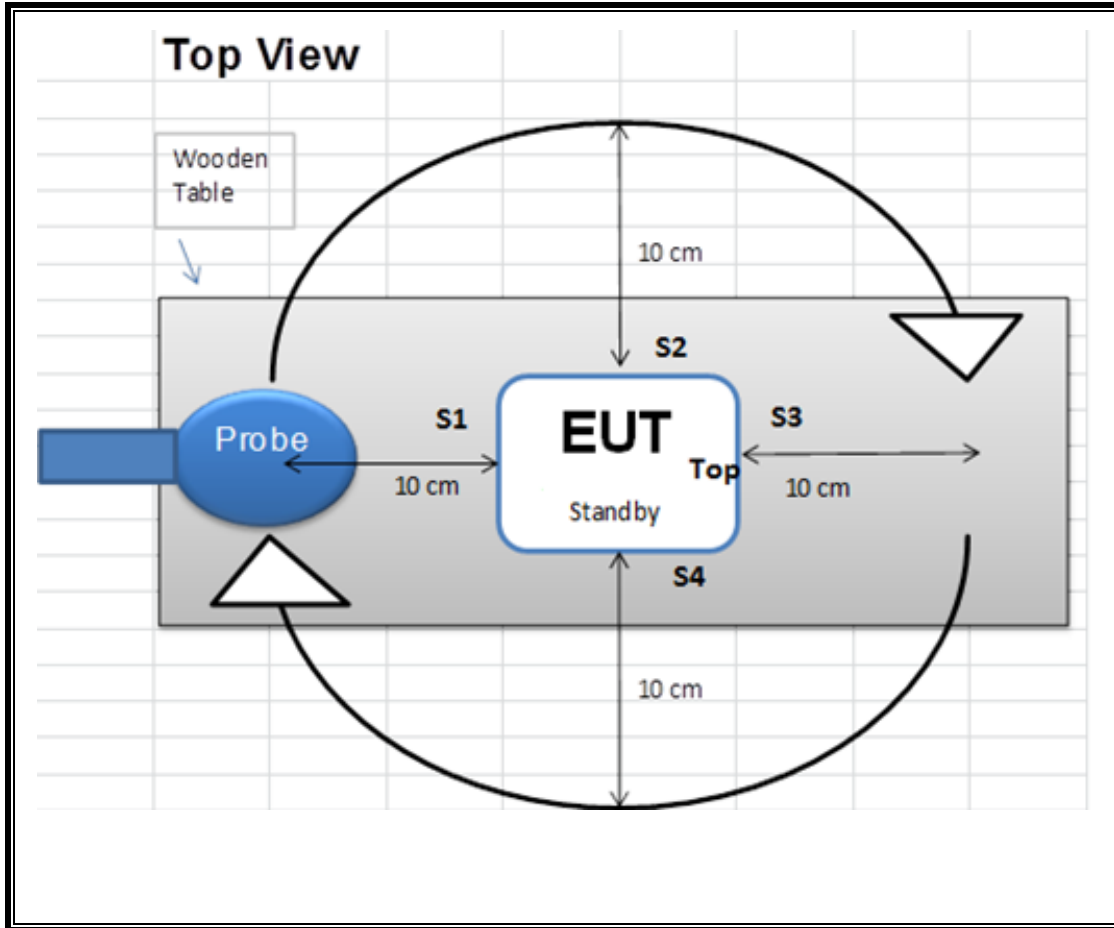 Top View
Wooden
Table
10 cm
S2
S1
EUT
S3
Probe
Top
10 cm
10 cm
Standby
S4
10 cm